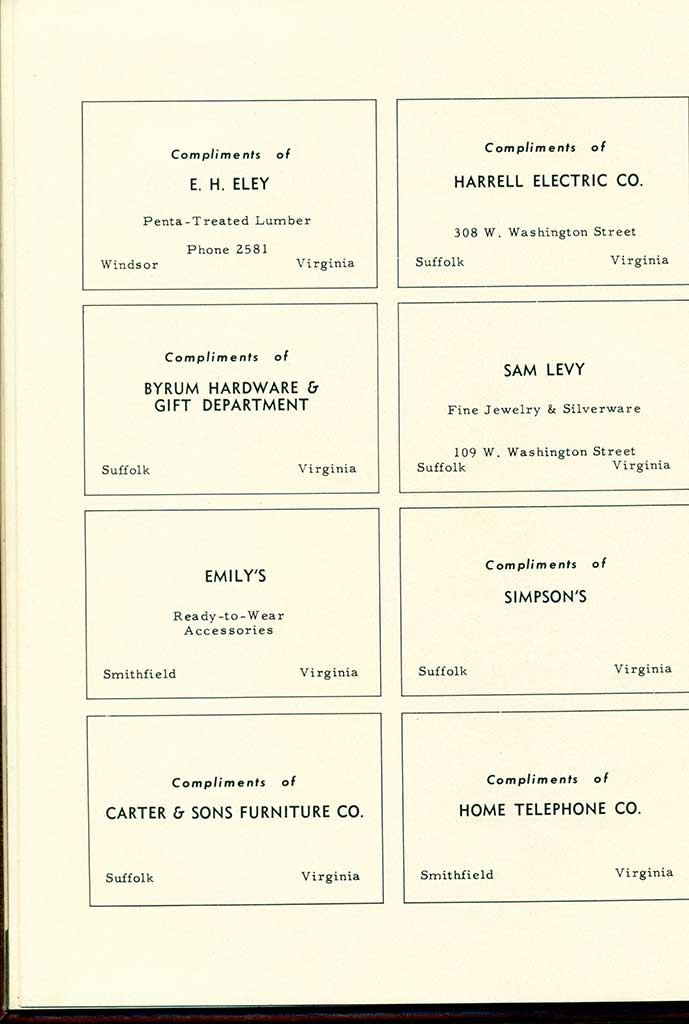 Compliments of
E. H. ELEY
Penta-Treated Lumber
Phone 2581
Windsor Virginia
Compliments of
HARRELL ELECTRIC CO.
308 W. Washington Street
Suffolk Virginia
Compliments of
BYRUM HARDWARE &
GIFT DEPARTMENT
Suffolk Virginia
SAM LEVY
Fine Jewelry & Silverware
109 W. Washington Street
Suffolk Virginia
EMILY'S
Ready-to-Wear
Accessories
Smithfield Virginia
Compliments of
SIMPSON'S
Suffolk Virginia
Compliments of
CARTER & SONS FURNITURE CO.
Suffolk Virginia
Compliments of
HOME TELEPHONE CO.
Smithfield Virginia